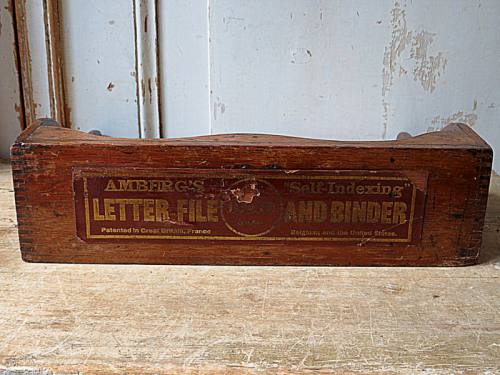 AMBERG'S "Self-Indexing"
LETTER FILE AND BINDER
Patented in Great Britain, France Belgium, and the United States.